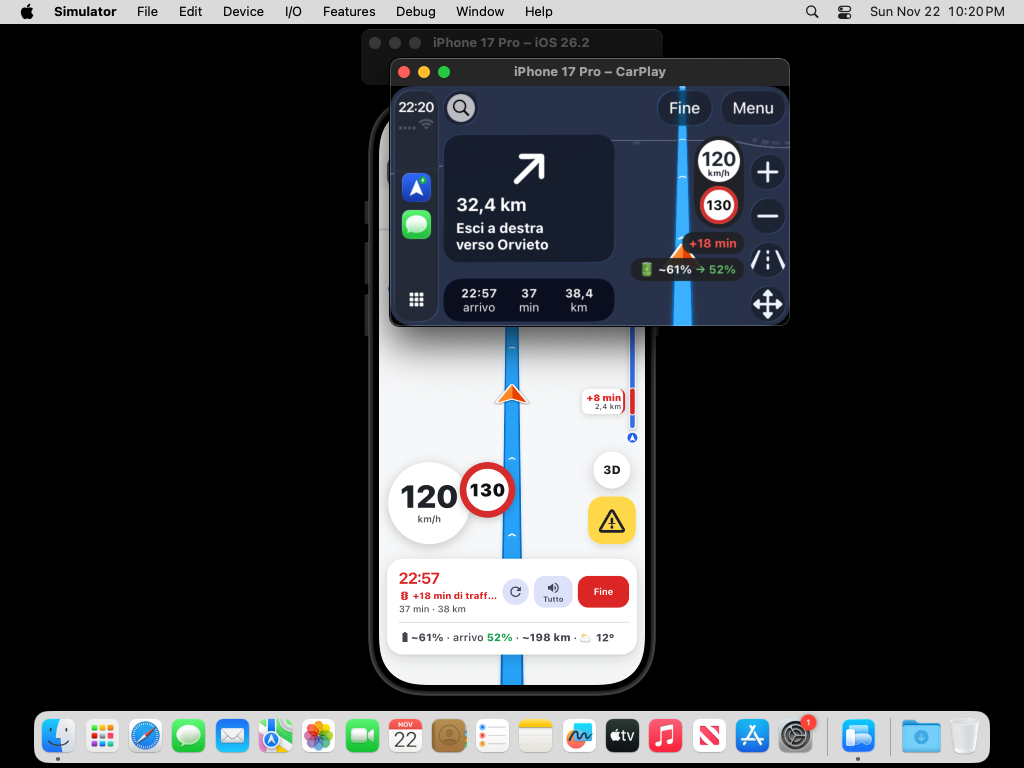 Simulator File Edit Device I/O Features Debug Window Help Sun Nov 22 10:20 PM
iPhone 17 Pro – iOS 26.2
iPhone 17 Pro – CarPlay
22:20
Fine
Menu
32,4 km
Esci a destra
verso Orvieto
120
km/h
130
+18 min
~61% → 52%
22:57 37 38,4
arrivo min km
+8 min
2,4 km
3D
120
km/h
130
22:57
+18 min di traff...
37 min · 38 km
Tutto
Fine
~61% · arrivo 52% · ~198 km · 12°
NOV
22
tv
1